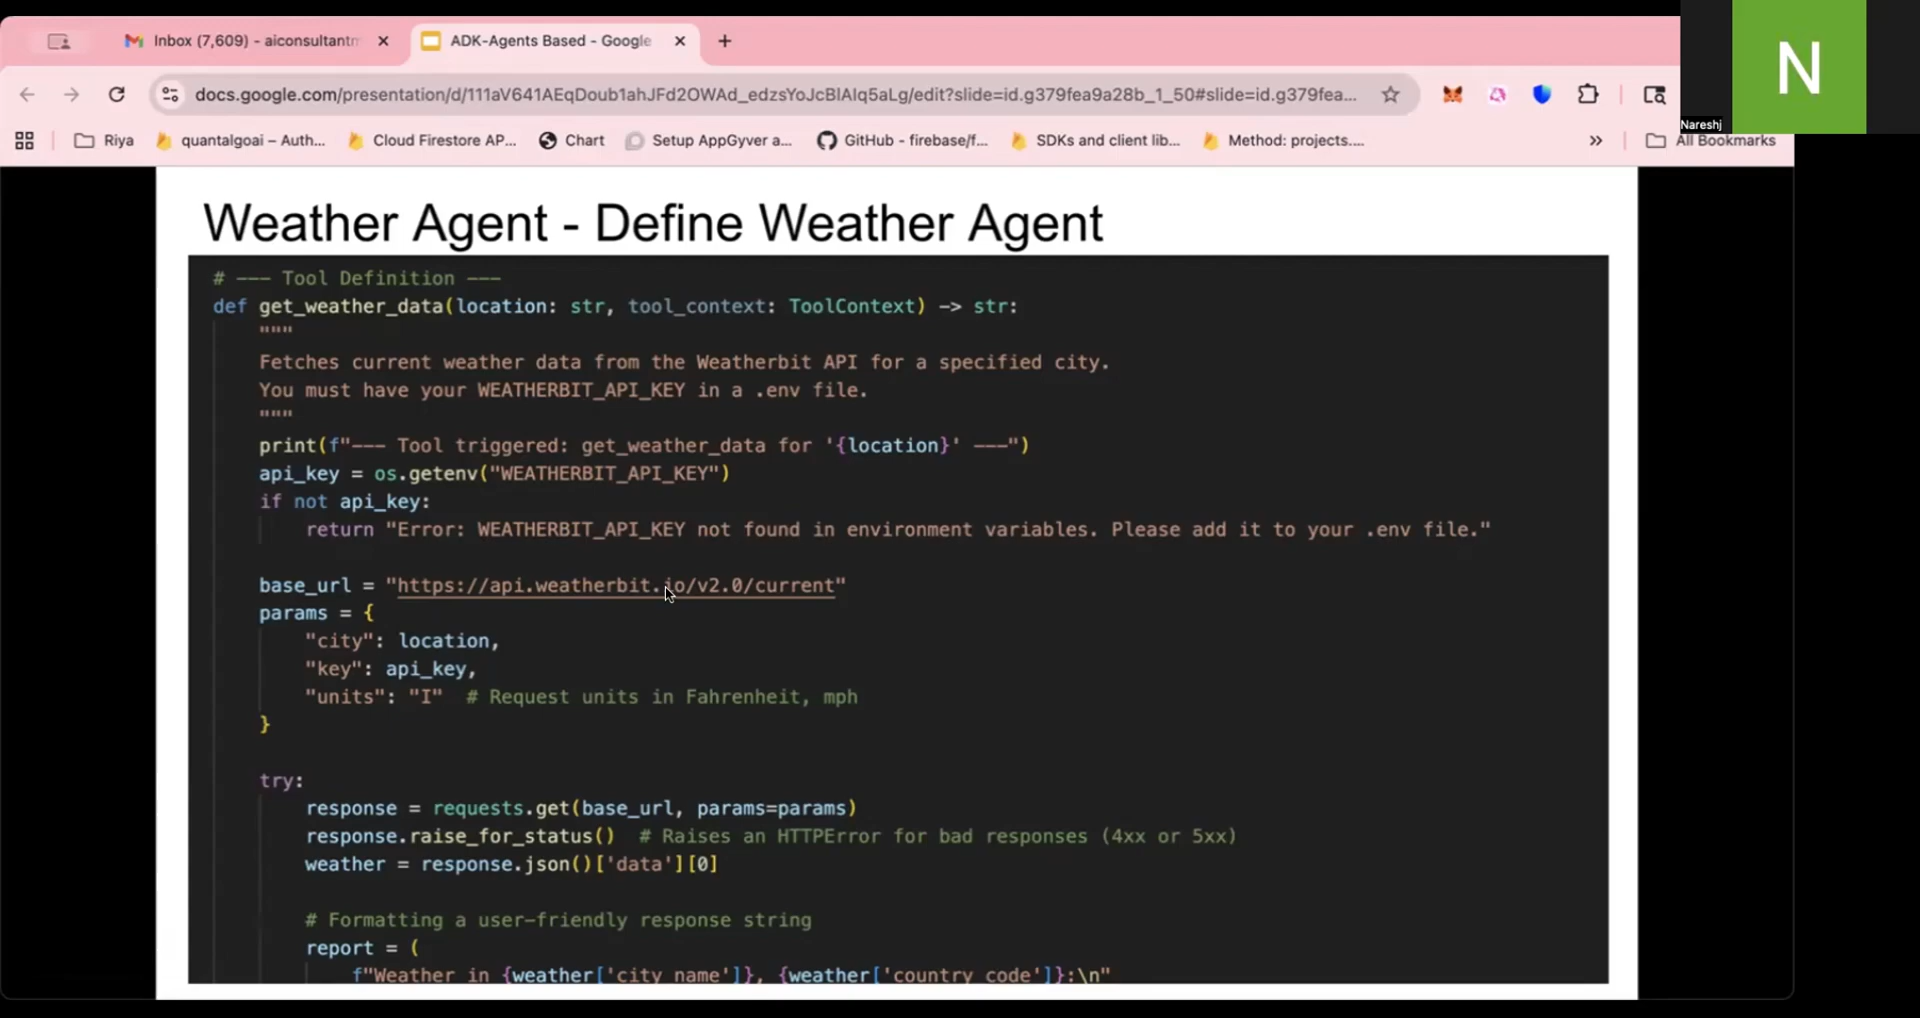 Inbox (7,609) - aiconsultantm
ADK-Agents Based - Google
N
docs.google.com/presentation/d/111aV641AEqDoub1ahJFd2OWAd_edzsYoJcBlAIq5aLg/edit?slide=id.g379fea9a28b_1_50#slide=id.g379fea...
Nareshj
Riya
quantalgoai – Auth...
Cloud Firestore AP...
Chart
Setup AppGyver a...
GitHub - firebase/f...
SDKs and client lib...
Method: projects....
»
All Bookmarks
Weather Agent - Define Weather Agent
# --- Tool Definition ---
def get_weather_data(location: str, tool_context: ToolContext) -> str:
"""
Fetches current weather data from the Weatherbit API for a specified city.
You must have your WEATHERBIT_API_KEY in a .env file.
"""
print(f"--- Tool triggered: get_weather_data for '{location}' ---")
api_key = os.getenv("WEATHERBIT_API_KEY")
if not api_key:
return "Error: WEATHERBIT_API_KEY not found in environment variables. Please add it to your .env file."
base_url = "https://api.weatherbit.io/v2.0/current"
params = {
"city": location,
"key": api_key,
"units": "I"  # Request units in Fahrenheit, mph
}
try:
response = requests.get(base_url, params=params)
response.raise_for_status()  # Raises an HTTPError for bad responses (4xx or 5xx)
weather = response.json()['data'][0]
# Formatting a user-friendly response string
report = (
f"Weather in {weather['city_name']}, {weather['country_code']}:\n"